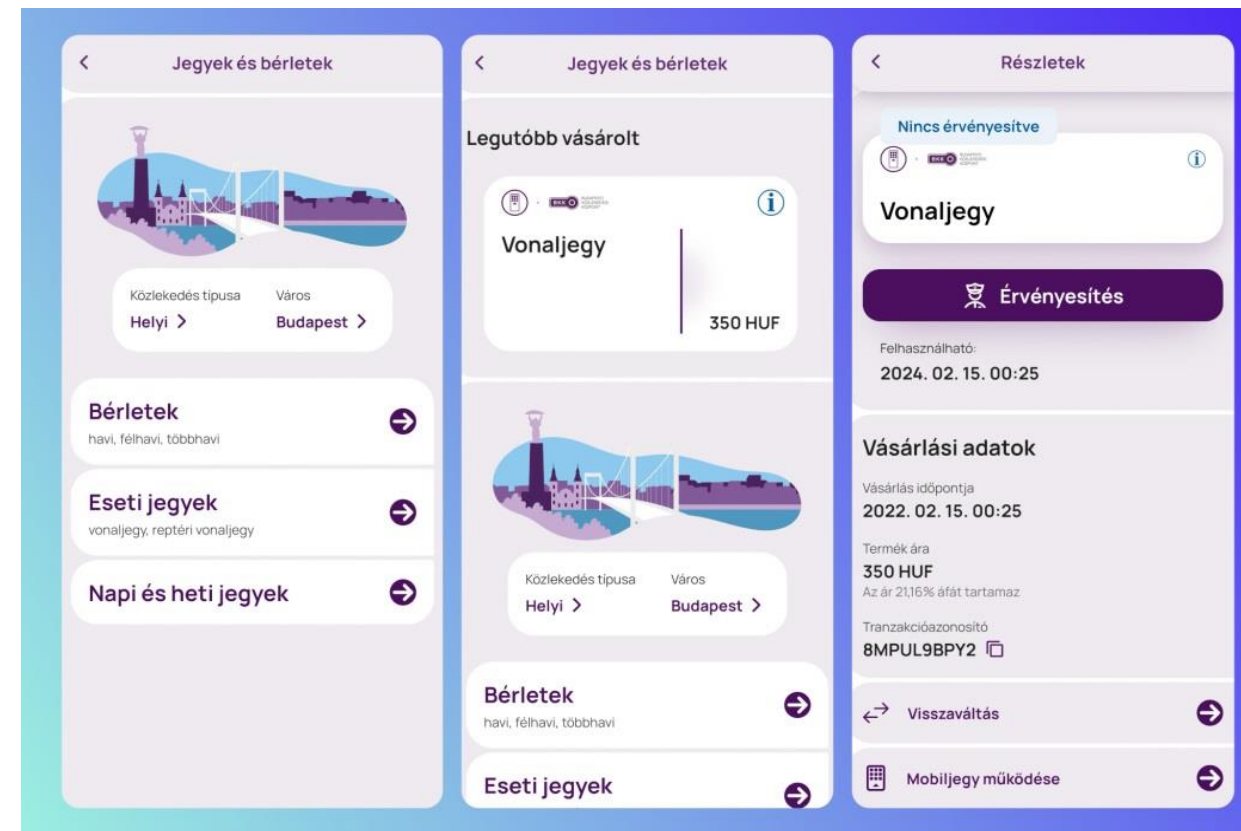 Jegyek és bérletek
Közlekedés típusa
Helyi
Város
Budapest
Bérletek
havi, félhavi, többhavi
Eseti jegyek
vonaljegy, reptéri vonaljegy
Napi és heti jegyek
Jegyek és bérletek
Legutóbb vásárolt
BKK
Vonaljegy
350 HUF
Közlekedés típusa
Helyi
Város
Budapest
Bérletek
havi, félhavi, többhavi
Eseti jegyek
Részletek
Nincs érvényesítve
BKK
Vonaljegy
Érvényesítés
Felhasználható:
2024. 02. 15. 00:25
Vásárlási adatok
Vásárlás időpontja
2022. 02. 15. 00:25
Termék ára
350 HUF
Az ár 21,16% áfát tartamaz
Tranzakcióazonosító
8MPUL9BPY2
Visszaváltás
Mobiljegy működése